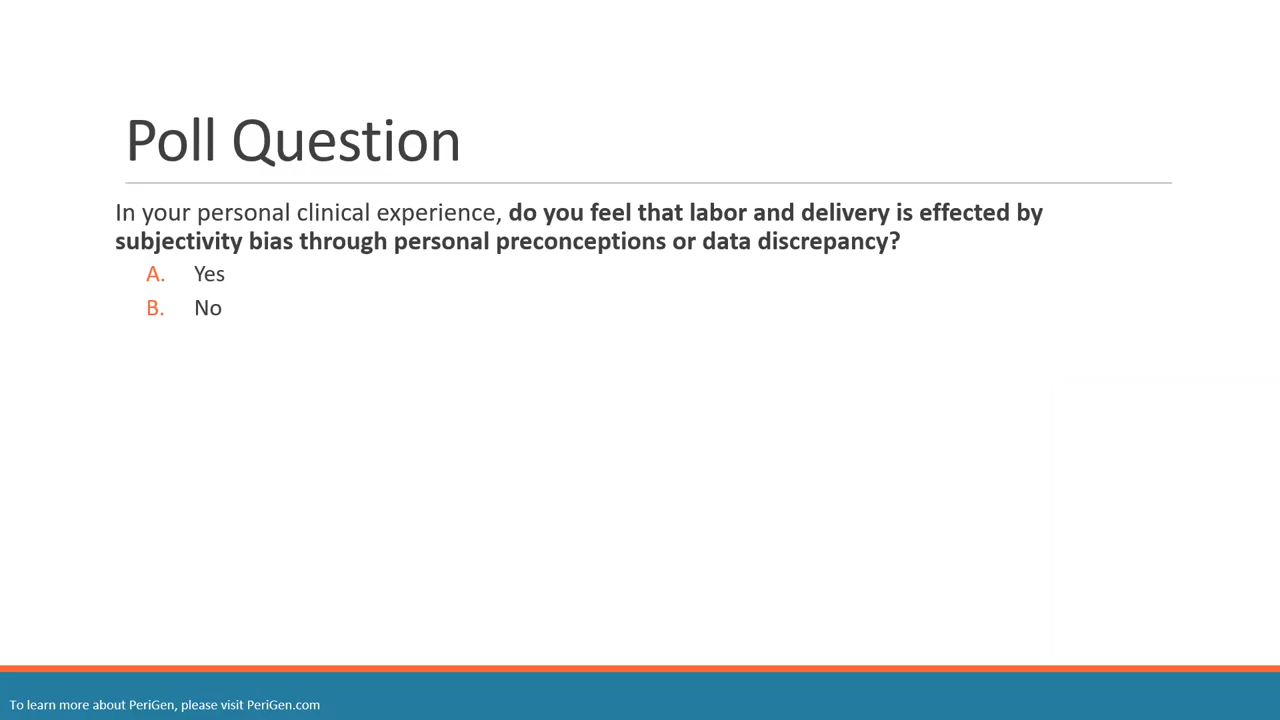 Poll Question
In your personal clinical experience, do you feel that labor and delivery is effected by
subjectivity bias through personal preconceptions or data discrepancy?
A. Yes
B. No
To learn more about PeriGen, please visit PeriGen.com